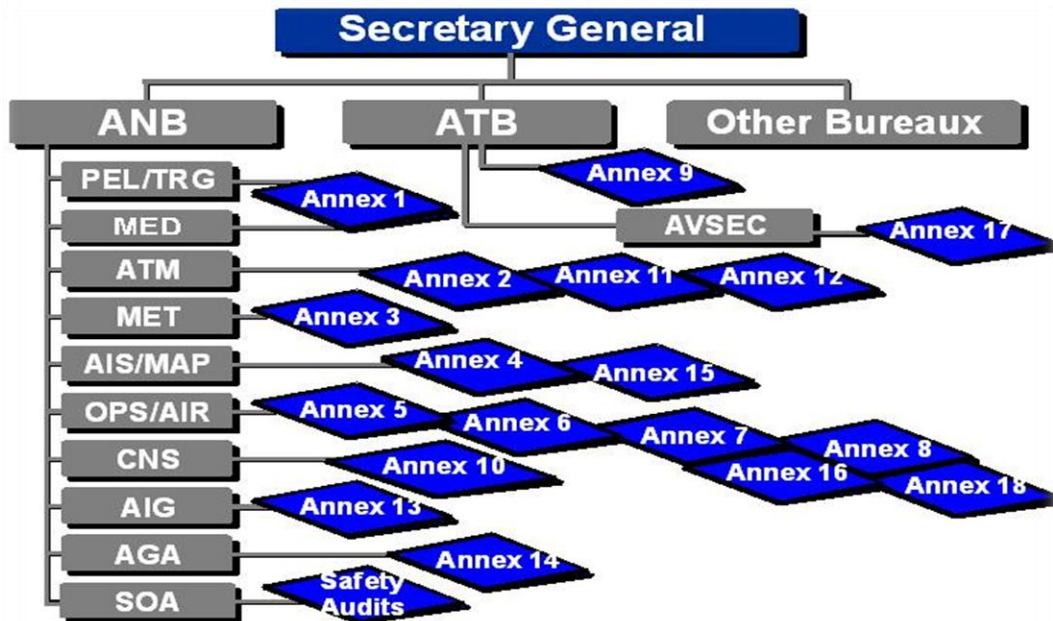 Secretary General
ANB
ATB
Other Bureaux
PEL/TRG
Annex 1
Annex 9
MED
AVSEC
Annex 17
ATM
Annex 2
Annex 11
Annex 12
MET
Annex 3
AIS/MAP
Annex 4
Annex 15
OPS/AIR
Annex 5
Annex 6
Annex 7
Annex 8
CNS
Annex 10
Annex 16
Annex 18
AIG
Annex 13
AGA
Annex 14
SOA
Safety
Audits